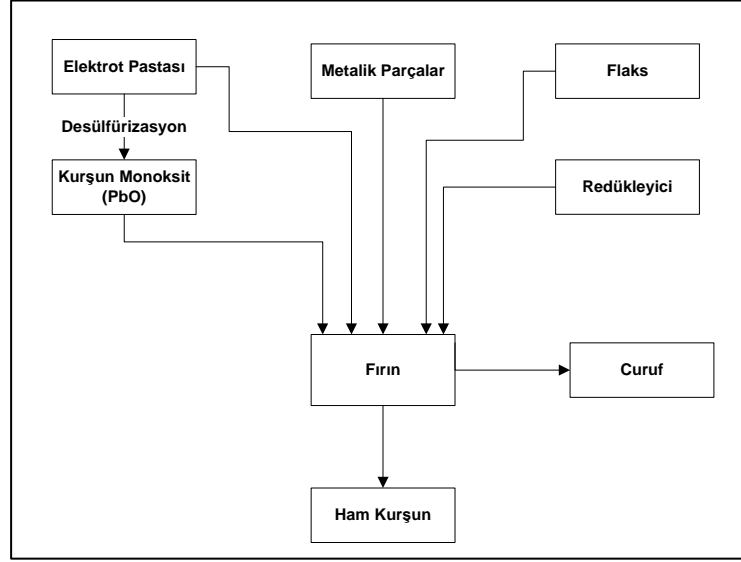 Elektrot Pastası
Metalik Parçalar
Flaks
Desülfürizasyon
Kurşun Monoksit
(PbO)
Redükleyici
Fırın
Curuf
Ham Kurşun